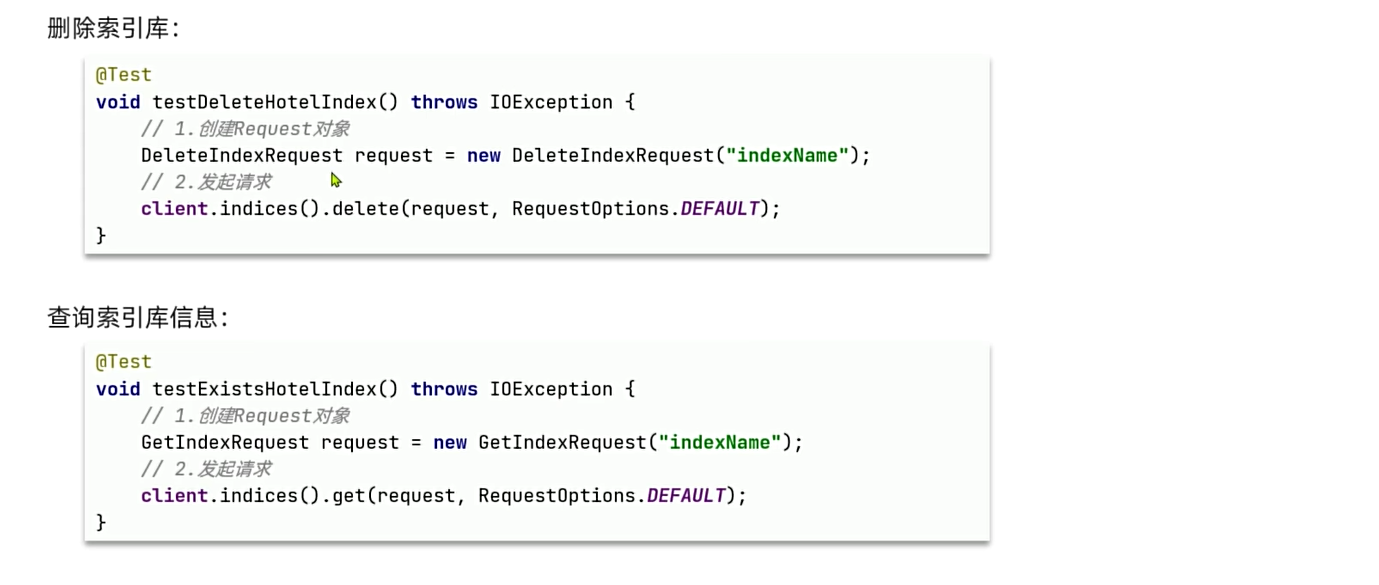 删除索引库：
@Test
void testDeleteHotelIndex() throws IOException {
    // 1.创建Request对象
    DeleteIndexRequest request = new DeleteIndexRequest("indexName");
    // 2.发起请求
    client.indices().delete(request, RequestOptions.DEFAULT);
}
查询索引库信息：
@Test
void testExistsHotelIndex() throws IOException {
    // 1.创建Request对象
    GetIndexRequest request = new GetIndexRequest("indexName");
    // 2.发起请求
    client.indices().get(request, RequestOptions.DEFAULT);
}